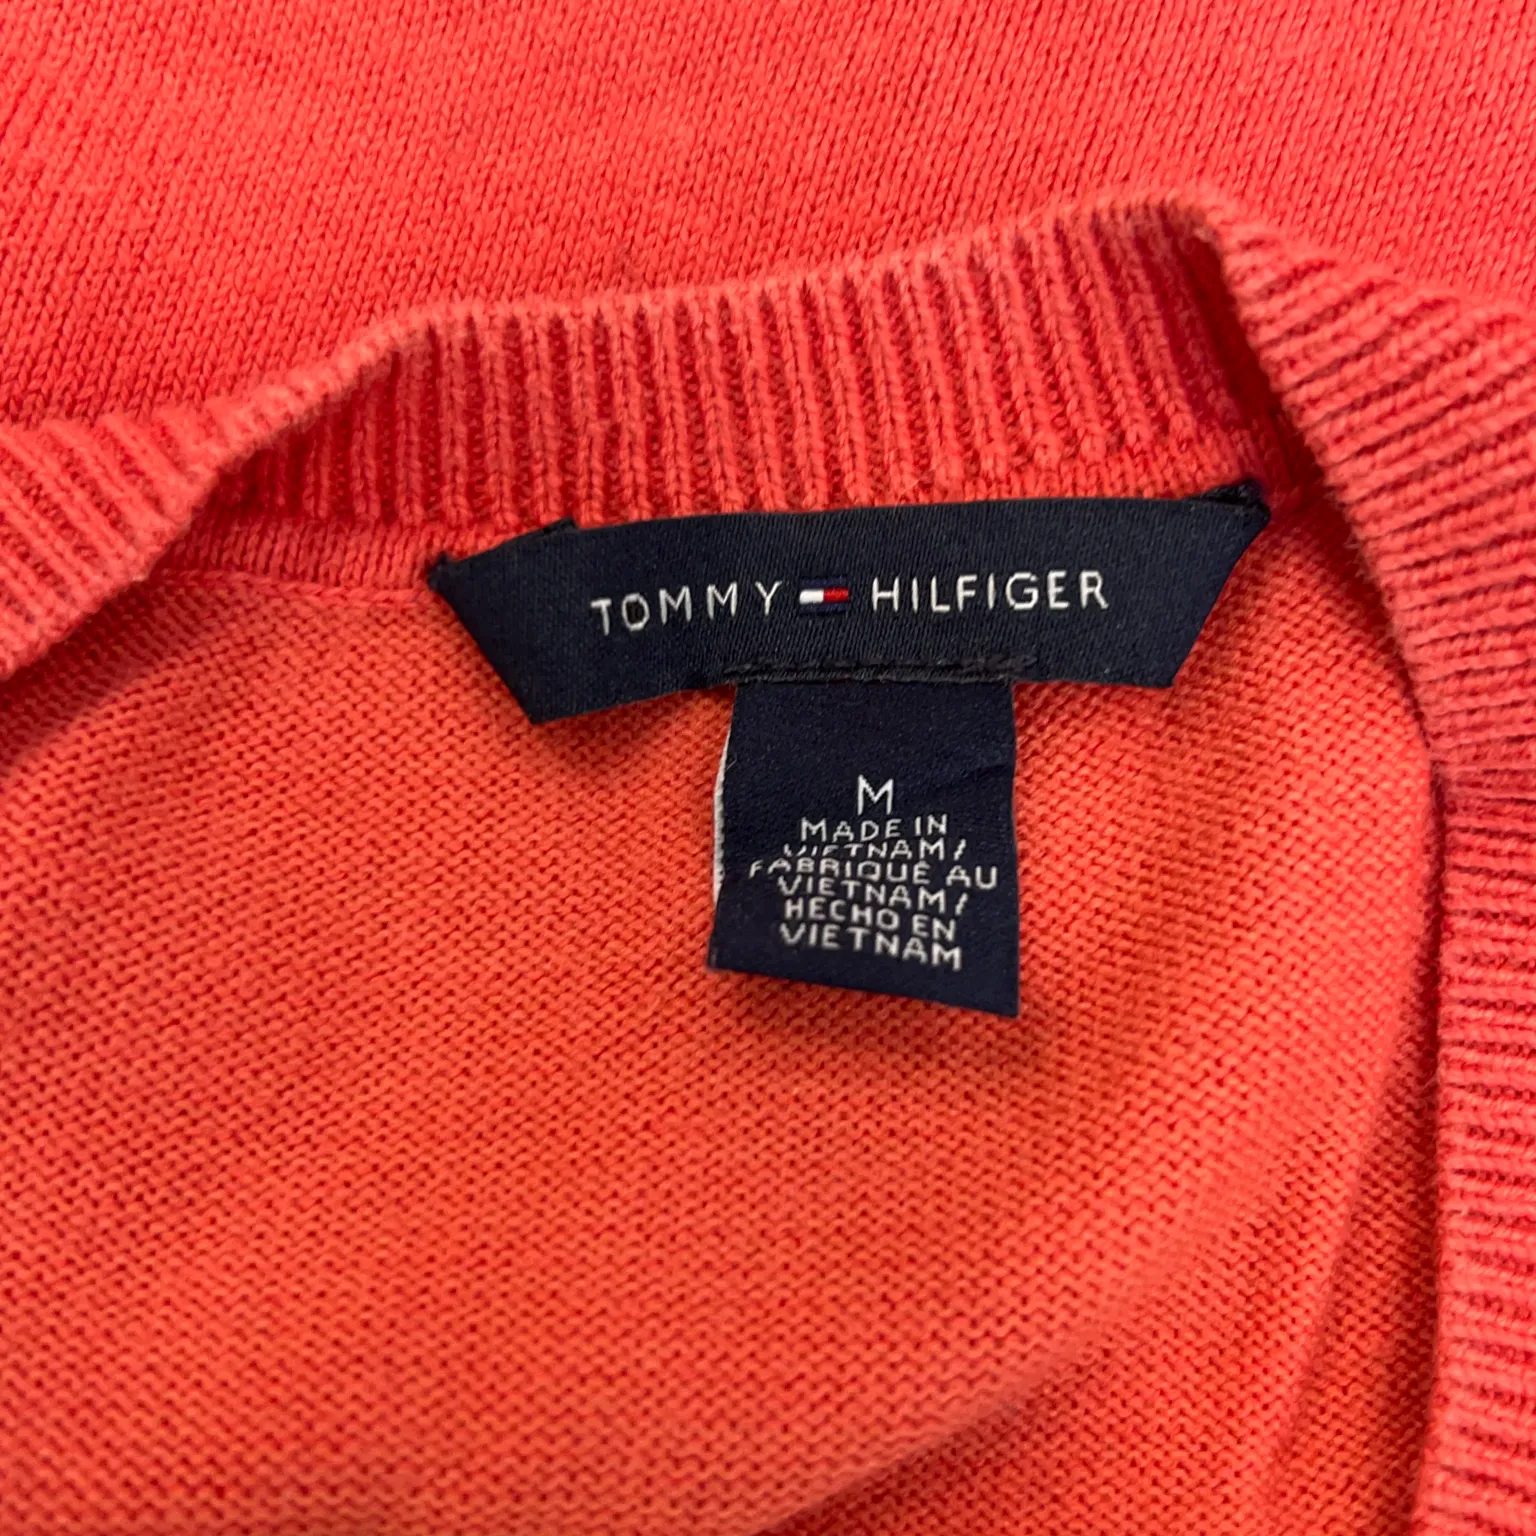 TOMMY HILFIGER
M
MADE IN
VIETNAM/
FABRIQUÉ AU
VIETNAM/
HECHO EN
VIETNAM